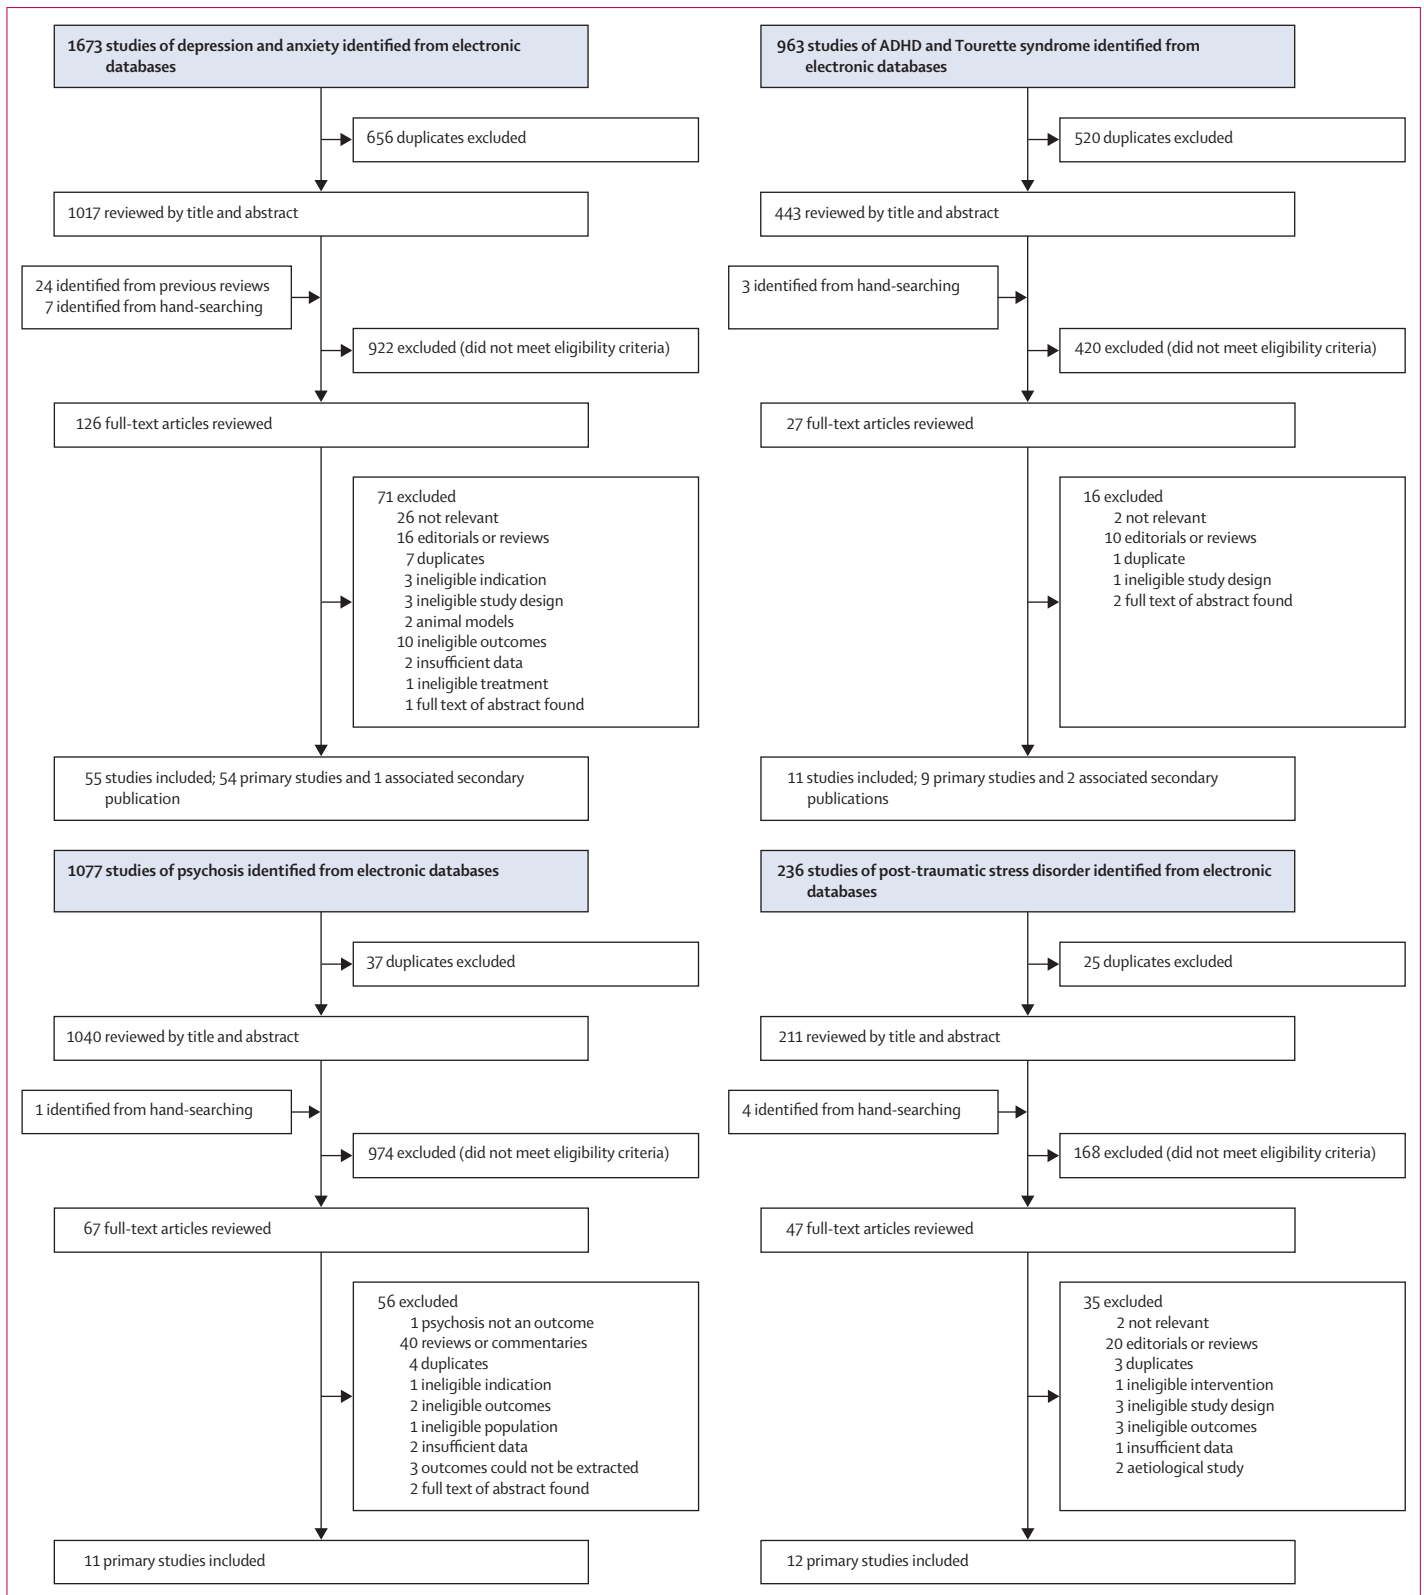 1673 studies of depression and anxiety identified from electronic
databases
656 duplicates excluded
1017 reviewed by title and abstract
24 identified from previous reviews
7 identified from hand-searching
922 excluded (did not meet eligibility criteria)
126 full-text articles reviewed
71 excluded
26 not relevant
16 editorials or reviews
7 duplicates
3 ineligible indication
3 ineligible study design
2 animal models
10 ineligible outcomes
2 insufficient data
1 ineligible treatment
1 full text of abstract found
55 studies included; 54 primary studies and 1 associated secondary
publication
963 studies of ADHD and Tourette syndrome identified from
electronic databases
520 duplicates excluded
443 reviewed by title and abstract
3 identified from hand-searching
420 excluded (did not meet eligibility criteria)
27 full-text articles reviewed
16 excluded
2 not relevant
10 editorials or reviews
1 duplicate
1 ineligible study design
2 full text of abstract found
11 studies included; 9 primary studies and 2 associated secondary
publications
1077 studies of psychosis identified from electronic databases
37 duplicates excluded
1040 reviewed by title and abstract
1 identified from hand-searching
974 excluded (did not meet eligibility criteria)
67 full-text articles reviewed
56 excluded
1 psychosis not an outcome
40 reviews or commentaries
4 duplicates
1 ineligible indication
2 ineligible outcomes
1 ineligible population
2 insufficient data
3 outcomes could not be extracted
2 full text of abstract found
11 primary studies included
236 studies of post-traumatic stress disorder identified from electronic
databases
25 duplicates excluded
211 reviewed by title and abstract
4 identified from hand-searching
168 excluded (did not meet eligibility criteria)
47 full-text articles reviewed
35 excluded
2 not relevant
20 editorials or reviews
3 duplicates
1 ineligible intervention
3 ineligible study design
3 ineligible outcomes
1 insufficient data
2 aetiological study
12 primary studies included